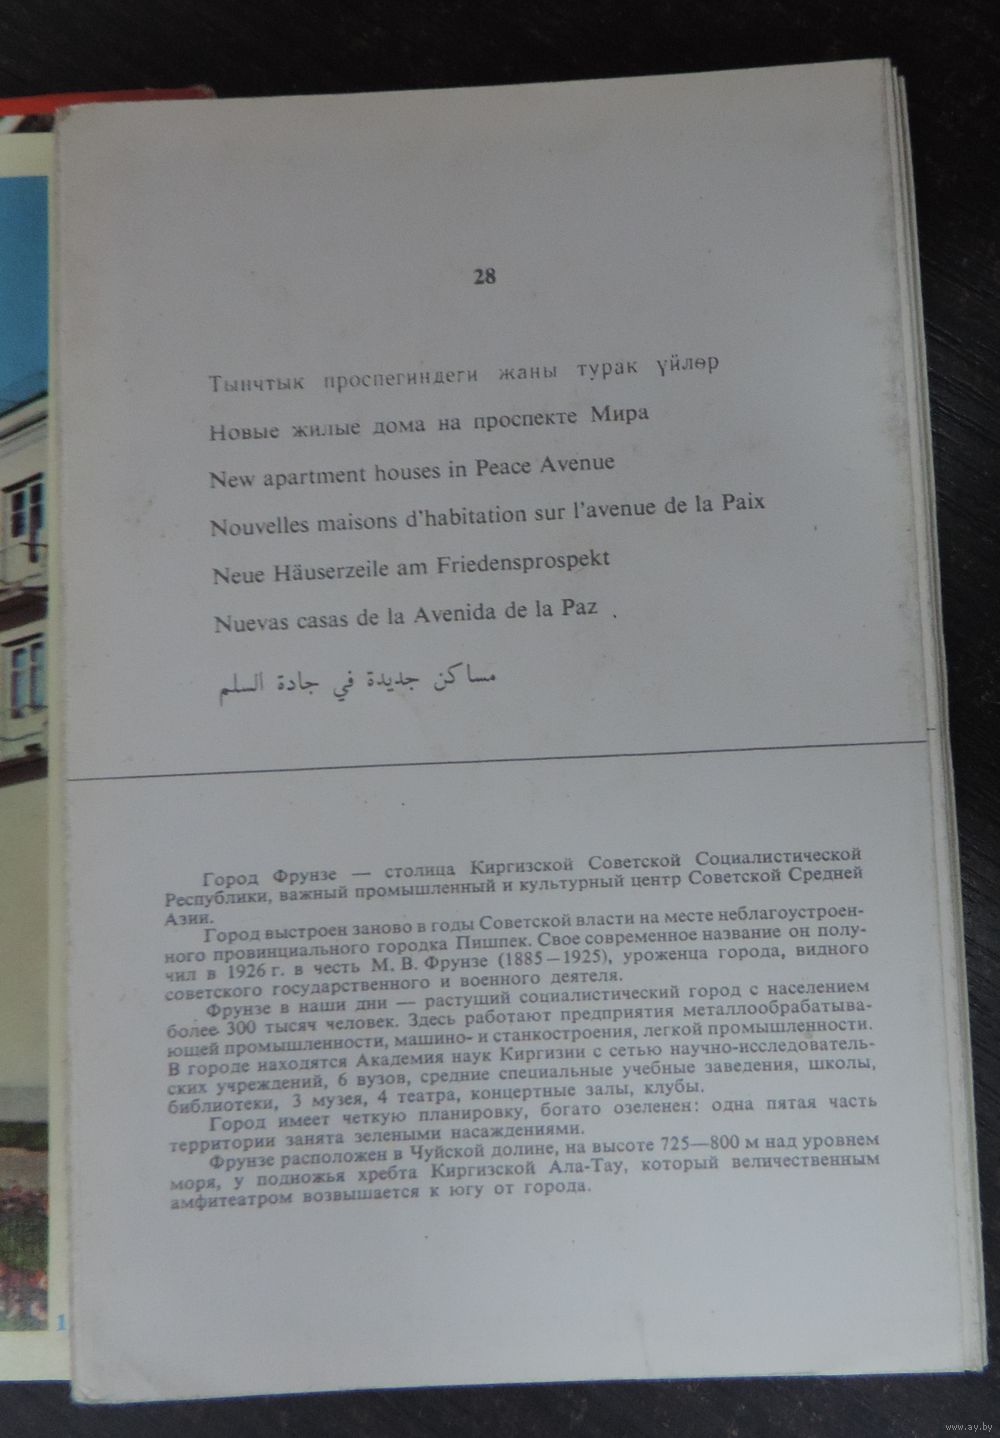 28
Тынчтык проспегиндеги жаны турак үйлөр
Новые жилые дома на проспекте Мира
New apartment houses in Peace Avenue
Nouvelles maisons d'habitation sur l'avenue de la Paix
Neue Häuserzeile am Friedensprospekt
Nuevas casas de la Avenida de la Paz .
مساكن جديدة في جادة السلم
Город Фрунзе — столица Киргизской Советской Социалистической
Республики, важный промышленный и культурный центр Советской Средней
Азии.
Город выстроен заново в годы Советской власти на месте неблагоустроен-
ного провинциального городка Пишпек. Свое современное название он полу-
чил в 1926 г. в честь М. В. Фрунзе (1885—1925), уроженца города, видного
советского государственного и военного деятеля.
Фрунзе в наши дни — растущий социалистический город с населением
более 300 тысяч человек. Здесь работают предприятия металлообрабатыва-
ющей промышленности, машино- и станкостроения, легкой промышленности.
В городе находятся Академия наук Киргизии с сетью научно-исследователь-
ских учреждений, 6 вузов, средние специальные учебные заведения, школы,
библиотеки, 3 музея, 4 театра, концертные залы, клубы.
Город имеет четкую планировку, богато озеленен: одна пятая часть
территории занята зелеными насаждениями.
Фрунзе расположен в Чуйской долине, на высоте 725—800 м над уровнем
моря, у подножья хребта Киргизской Ала-Тау, который величественным
амфитеатром возвышается к югу от города.
1
www.ay.by